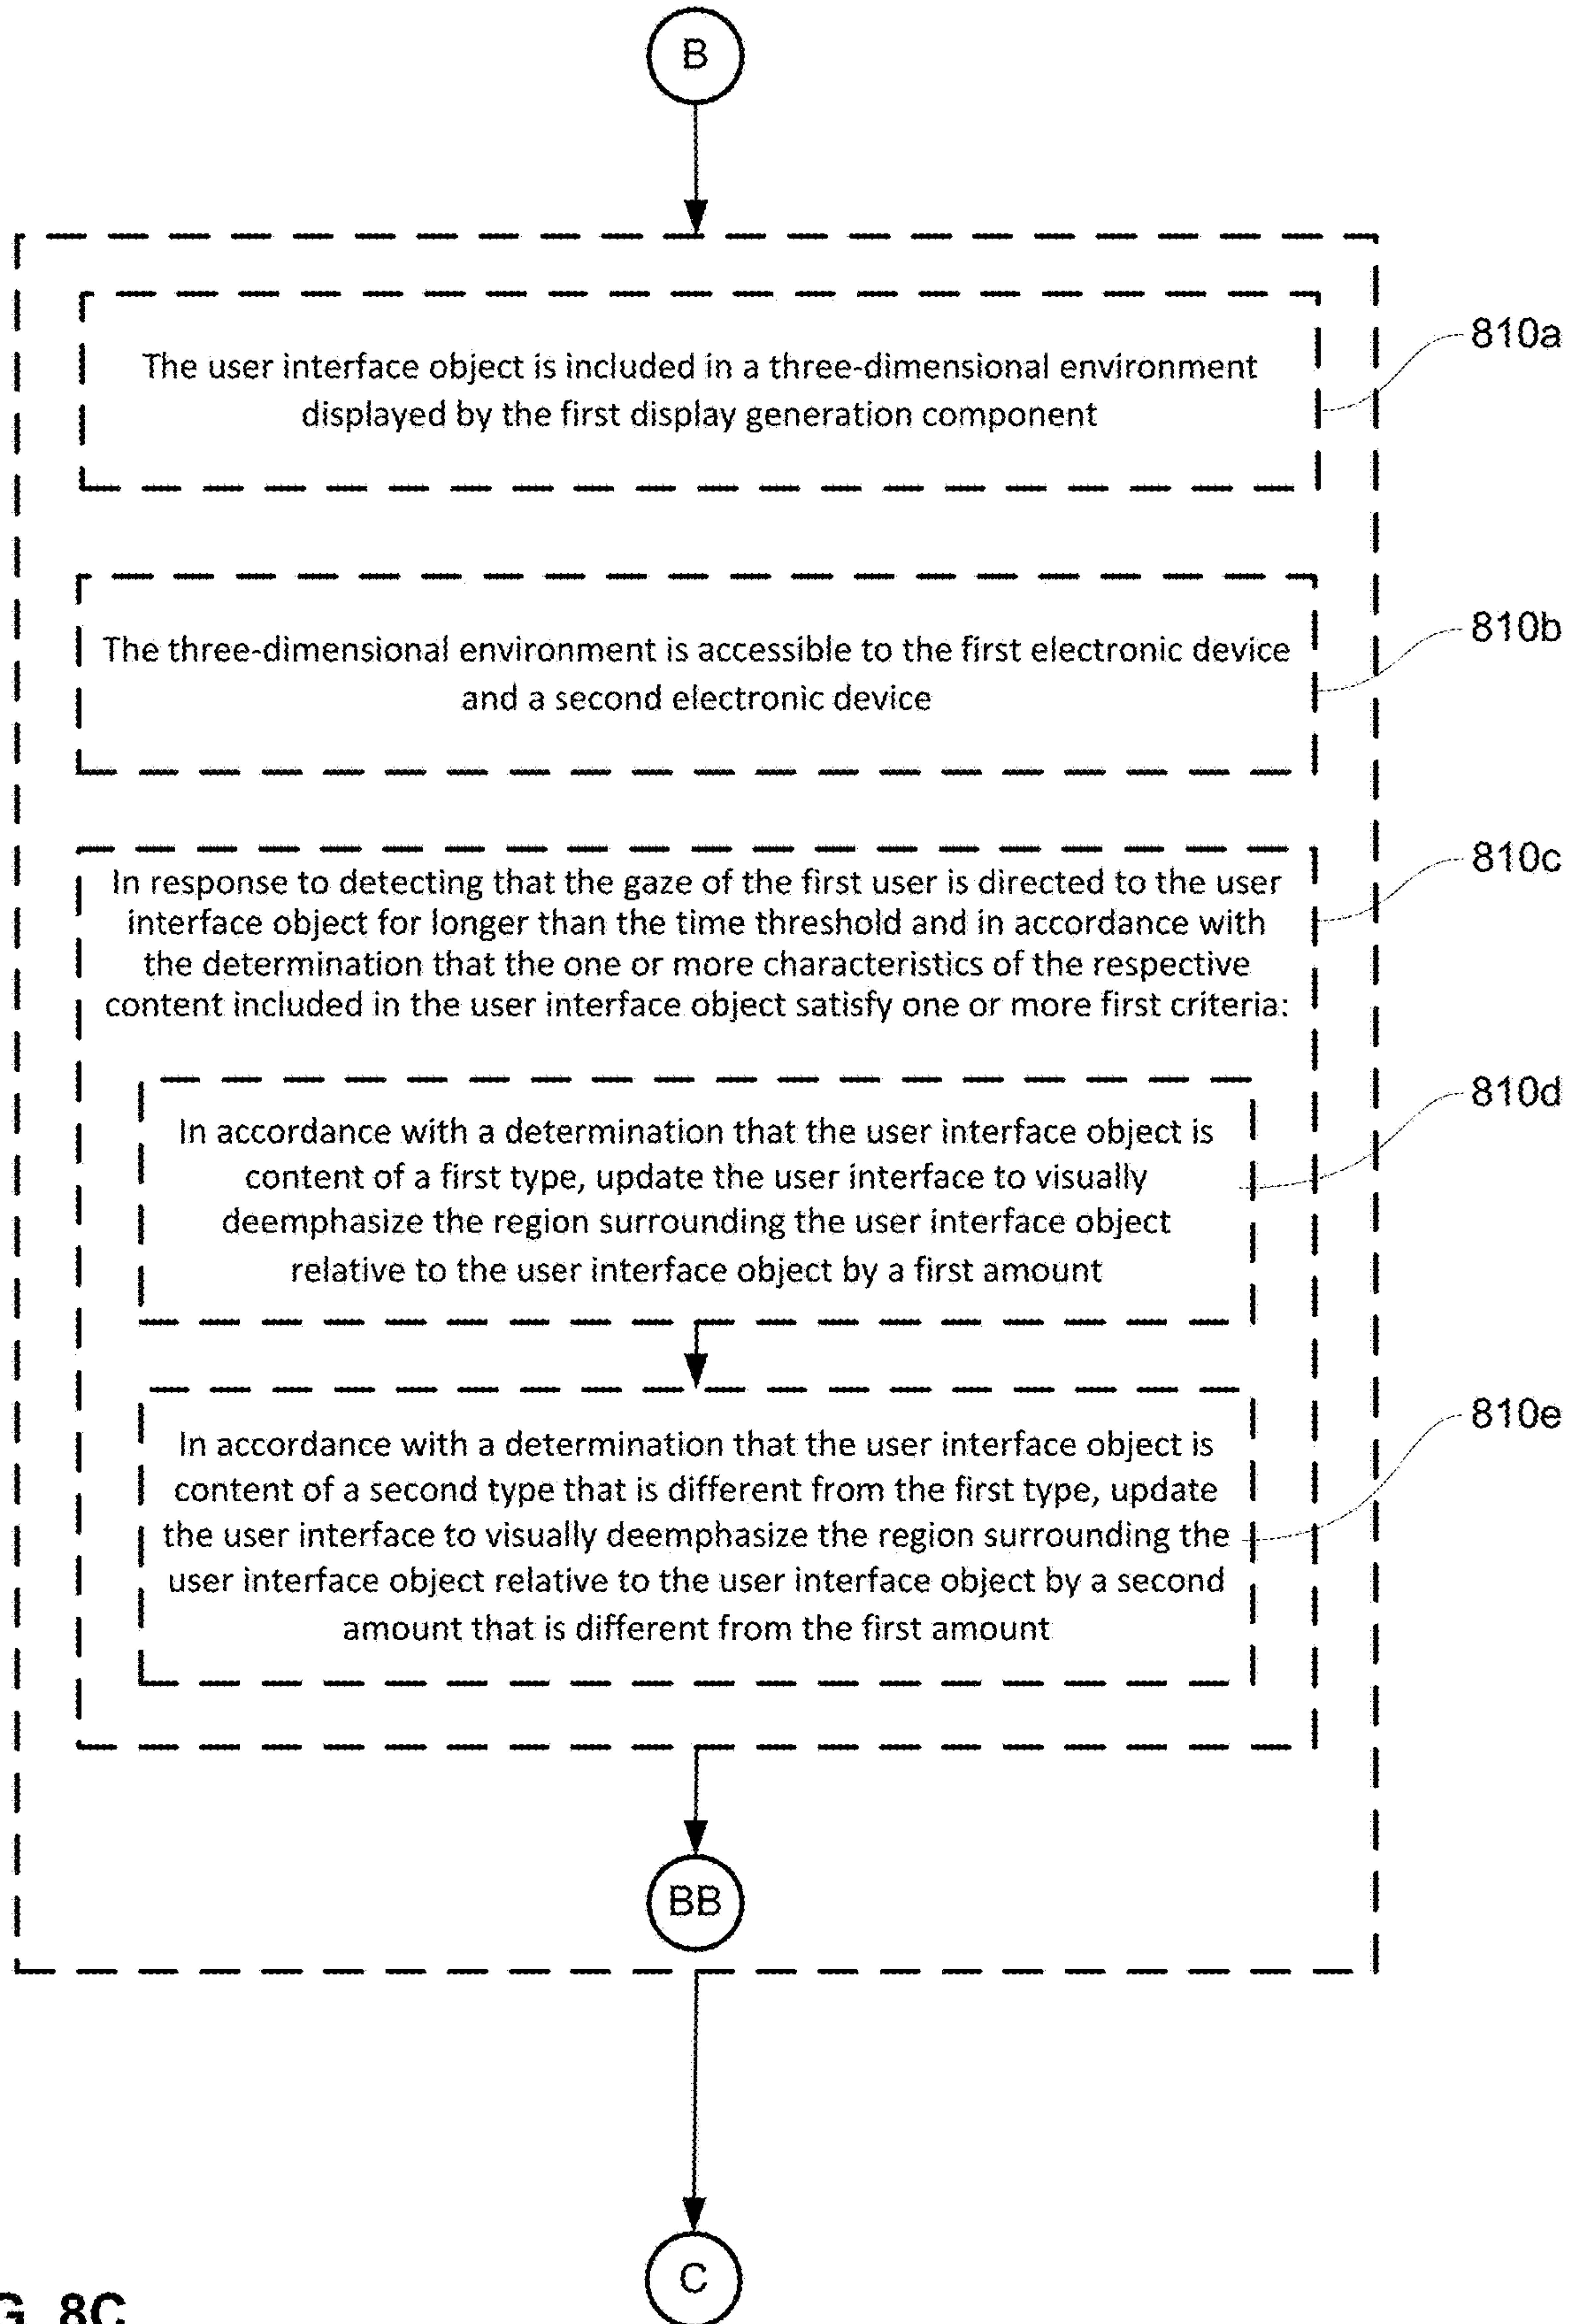 B
The user interface object is included in a three-dimensional environment
displayed by the first display generation component
810a
The three-dimensional environment is accessible to the first electronic device
and a second electronic device
810b
In response to detecting that the gaze of the first user is directed to the user
interface object for longer than the time threshold and in accordance with
the determination that the one or more characteristics of the respective
content included in the user interface object satisfy one or more first criteria:
810c
In accordance with a determination that the user interface object is
content of a first type, update the user interface to visually
deemphasize the region surrounding the user interface object
relative to the user interface object by a first amount
810d
In accordance with a determination that the user interface object is
content of a second type that is different from the first type, update
the user interface to visually deemphasize the region surrounding the
user interface object relative to the user interface object by a second
amount that is different from the first amount
810e
BB
C
8C